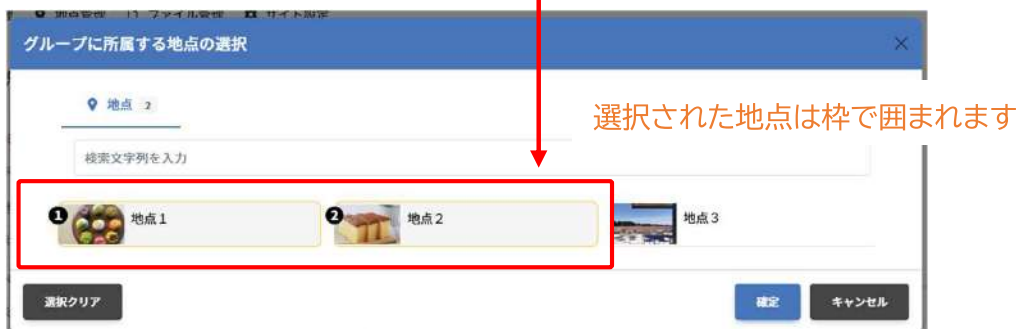 地点管理 ファイル管理 サイト設定
グループに所属する地点の選択
地点 2
選択された地点は枠で囲まれます
検索文字列を入力
1 地点1
2 地点2
地点3
選択クリア
確定
キャンセル